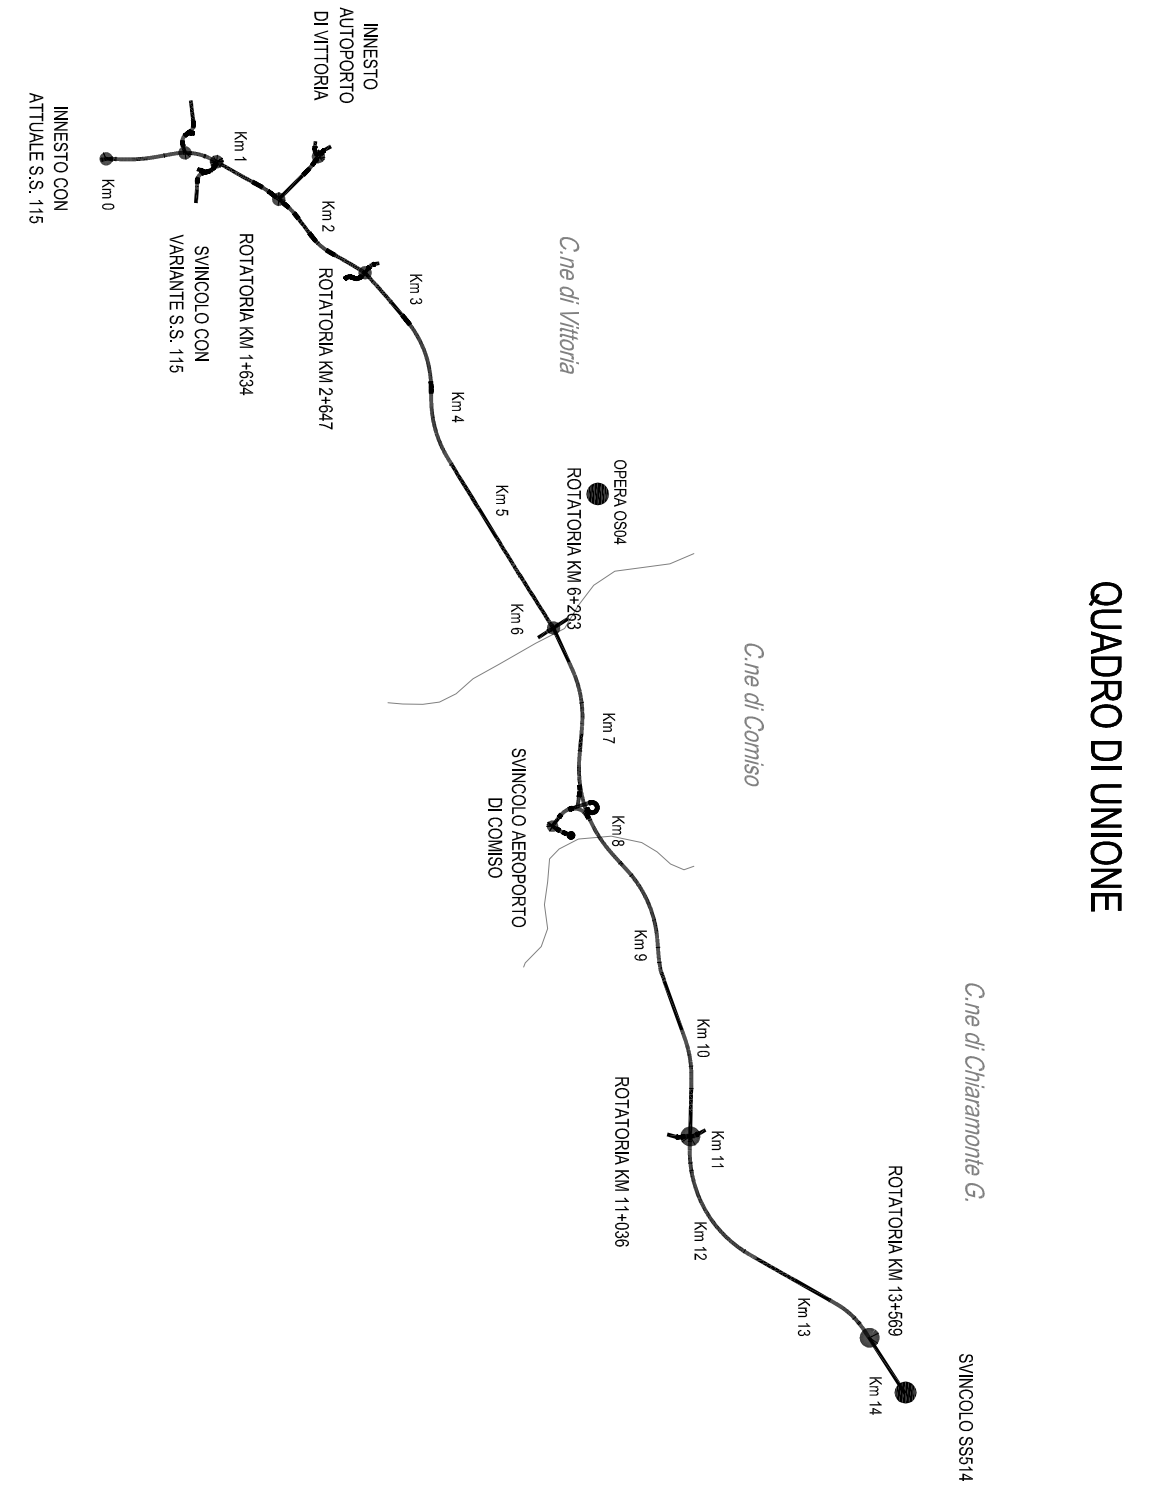 QUADRO DI UNIONE
INNESTO CON
ATTUALE S.S. 115
Km 0
INNESTO
AUTOPORTO
DI VITTORIA
Km 1
SVINCOLO CON
VARIANTE S.S. 115
ROTATORIA KM 1+634
Km 2
ROTATORIA KM 2+647
Km 3
C.ne di Vittoria
Km 4
Km 5
OPERA OS04
ROTATORIA KM 6+263
Km 6
C.ne di Comiso
Km 7
SVINCOLO AEROPORTO
DI COMISO
Km 8
Km 9
Km 10
C.ne di Chiaramonte G.
ROTATORIA KM 11+036
Km 11
Km 12
ROTATORIA KM 13+569
Km 13
SVINCOLO SS514
Km 14